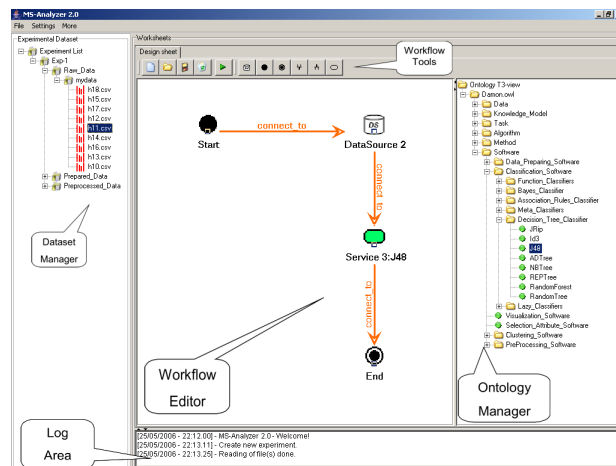 MS-Analyzer 2.0
File Settings More
Experimental Dataset
Experiment List
Exp-1
Raw_Data
mydata
h18.csv
h15.csv
h17.csv
h12.csv
h11.csv
h14.csv
h16.csv
h13.csv
h10.csv
Prepared_Data
Preprocessed_Data
Dataset
Manager
Worksheets
Design sheet
Workflow
Tools
Start
connect_to
DS
DataSource 2
connect_to
Service 3:J48
connect_to
End
Workflow
Editor
Ontology T3-view
Damon.owl
Data
Knowledge_Model
Task
Algorithm
Method
Software
Data_Preparing_Software
Classification_Software
Function_Classifiers
Bayes_Classifier
Association_Rules_Classifier
Meta_Classifiers
Decision_Tree_Classifier
JRip
Id3
J48
ADTree
NBTree
REPTree
RandomForest
RandomTree
Lazy_Classifiers
Visualization_Software
Selection_Attribute_Software
Clustering_Software
PreProcessing_Software
Ontology
Manager
Log
Area
[25/05/2006 - 22:12.00] - MS-Analyzer 2.0 - Welcome!
[25/05/2006 - 22:13.11] - Create new experiment.
[25/05/2006 - 22:13.25] - Reading of file(s) done.